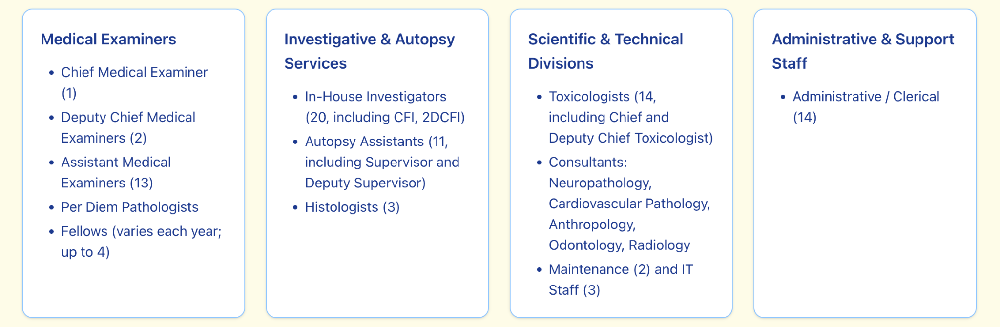 Medical Examiners
• Chief Medical Examiner
(1)
• Deputy Chief Medical
Examiners (2)
• Assistant Medical
Examiners (13)
• Per Diem Pathologists
• Fellows (varies each year;
up to 4)
Investigative & Autopsy
Services
• In-House Investigators
(20, including CFI, 2DCFI)
• Autopsy Assistants (11,
including Supervisor and
Deputy Supervisor)
• Histologists (3)
Scientific & Technical
Divisions
• Toxicologists (14,
including Chief and
Deputy Chief Toxicologist)
• Consultants:
Neuropathology,
Cardiovascular Pathology,
Anthropology,
Odontology, Radiology
• Maintenance (2) and IT
Staff (3)
Administrative & Support
Staff
• Administrative / Clerical
(14)